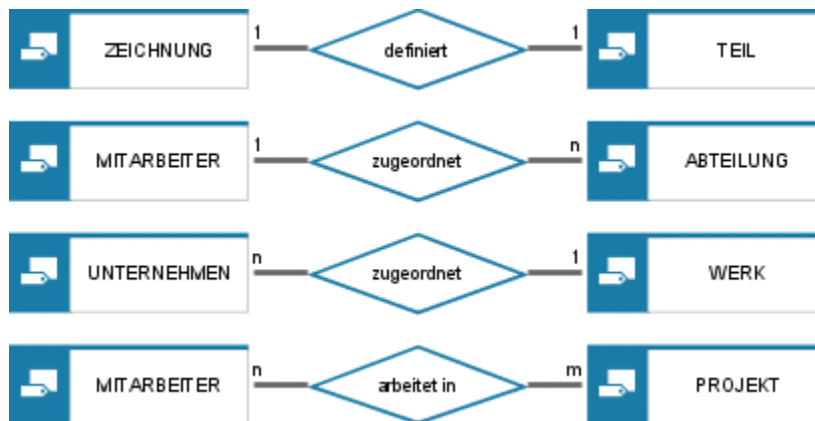 ZEICHNUNG 1 definiert 1 TEIL
MITARBEITER 1 zugeordnet n ABTEILUNG
UNTERNEHMEN n zugeordnet 1 WERK
MITARBEITER n arbeitet in m PROJEKT